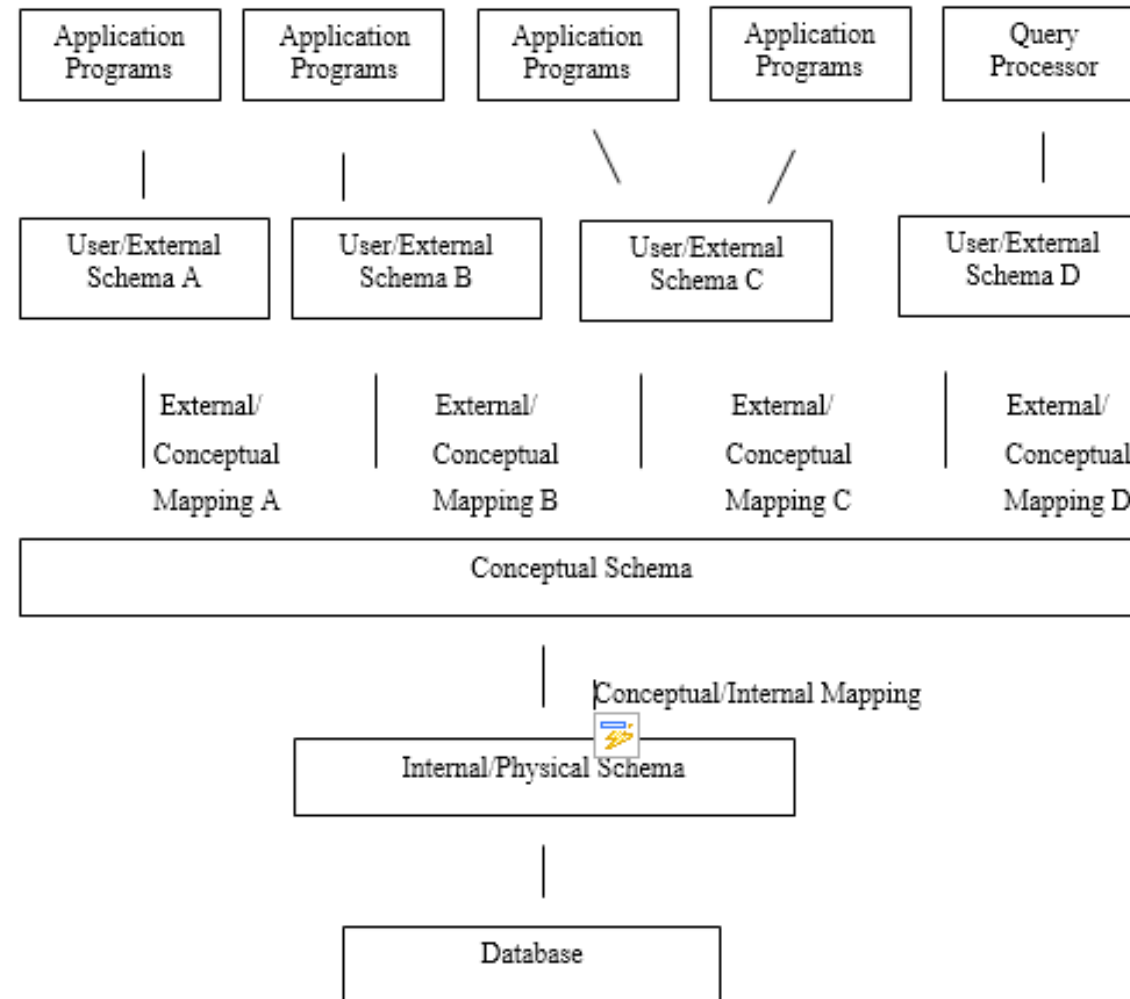 Application
Programs
Application
Programs
Application
Programs
Application
Programs
Query
Processor
User/External
Schema A
User/External
Schema B
User/External
Schema C
User/External
Schema D
External/
Conceptual
Mapping A
External/
Conceptual
Mapping B
External/
Conceptual
Mapping C
External/
Conceptual
Mapping D
Conceptual Schema
Conceptual/Internal Mapping
Internal/Physical Schema
Database